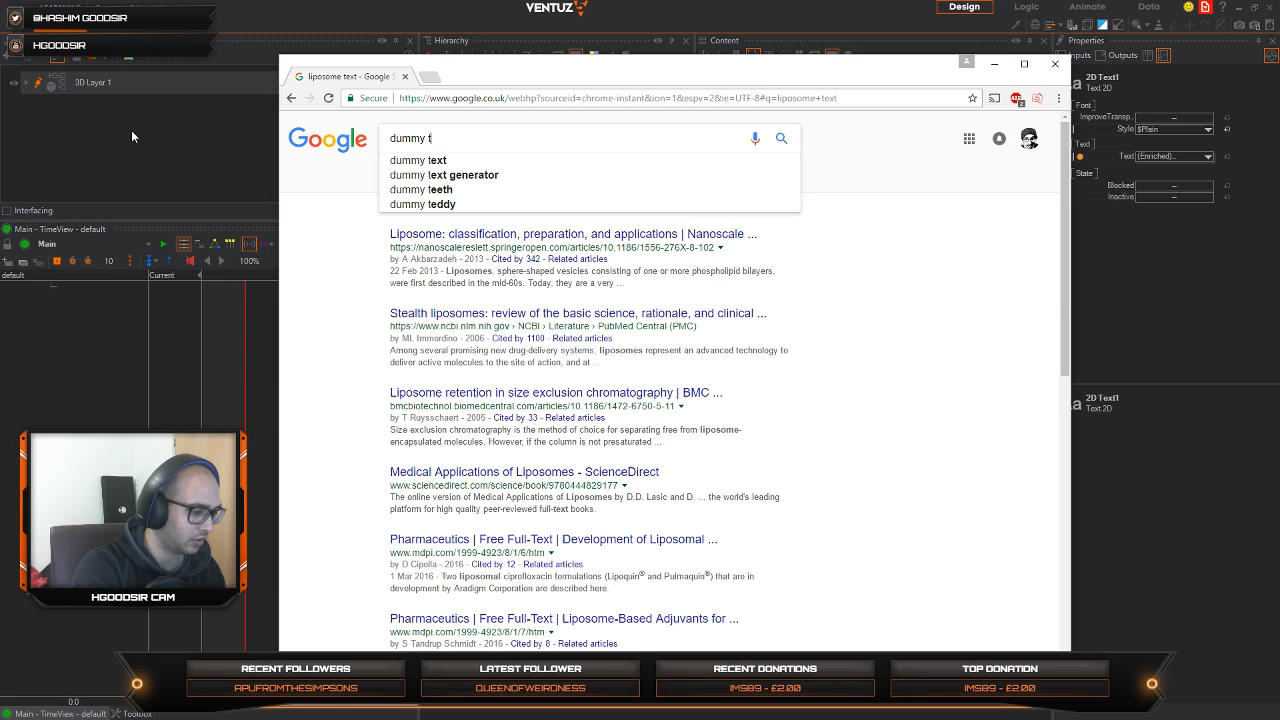 @HASHIM GOODSIR
HGOODSIR
VENTUZ
Design
Logic
Animate
Data
Hierarchy
Content
Properties
Inputs
Outputs
3D Layer 1
Interfacing
Main - TimeView - default
Main
10
100%
default
Current
liposome text - Google S
Secure
https://www.google.co.uk/webhp?sourceid=chrome-instant&ion=1&espv=2&ie=UTF-8#q=liposome+text
Google
dummy t
dummy text
dummy text generator
dummy teeth
dummy teddy
Liposome: classification, preparation, and applications | Nanoscale ...
https://nanoscalereslett.springeropen.com/articles/10.1186/1556-276X-8-102
by A Akbarzadeh - 2013 - Cited by 342 - Related articles
22 Feb 2013 - Liposomes, sphere-shaped vesicles consisting of one or more phospholipid bilayers,
were first described in the mid-60s. Today, they are a very ...
Stealth liposomes: review of the basic science, rationale, and clinical ...
https://www.ncbi.nlm.nih.gov › NCBI › Literature › PubMed Central (PMC)
by ML Immordino - 2006 - Cited by 1100 - Related articles
Among several promising new drug-delivery systems, liposomes represent an advanced technology to
deliver active molecules to the site of action, and at ...
Liposome retention in size exclusion chromatography | BMC ...
bmcbiotechnol.biomedcentral.com/articles/10.1186/1472-6750-5-11
by T Ruysschaert - 2005 - Cited by 33 - Related articles
Size exclusion chromatography is the method of choice for separating free from liposome-
encapsulated molecules. However, if the column is not presaturated ...
Medical Applications of Liposomes - ScienceDirect
www.sciencedirect.com/science/book/9780444829177
The online version of Medical Applications of Liposomes by D.D. Lasic and D. ... the world's leading
platform for high quality peer-reviewed full-text books.
Pharmaceutics | Free Full-Text | Development of Liposomal ...
www.mdpi.com/1999-4923/8/1/6/htm
by D Cipolla - 2016 - Cited by 12 - Related articles
1 Mar 2016 - Two liposomal ciprofloxacin formulations (Lipoquin® and Pulmaquin®) that are in
development by Aradigm Corporation are described here.
Pharmaceutics | Free Full-Text | Liposome-Based Adjuvants for ...
www.mdpi.com/1999-4923/8/1/7/htm
by S Tandrup Schmidt - 2016 - Cited by 8 - Related articles
2D Text1
Text 2D
Font
ImproveTransp...
Style
$Plain
Text
Text
(Enriched)...
State
Blocked
Inactive
2D Text1
Text 2D
HGOODSIR CAM
RECENT FOLLOWERS
APUFROMTHESIMPSONS
LATEST FOLLOWER
QUEENOFWEIRDNESS
RECENT DONATIONS
IMS89 - £2.00
TOP DONATION
IMS89 - £2.00
0.0
Main - TimeView - default
Toolbox